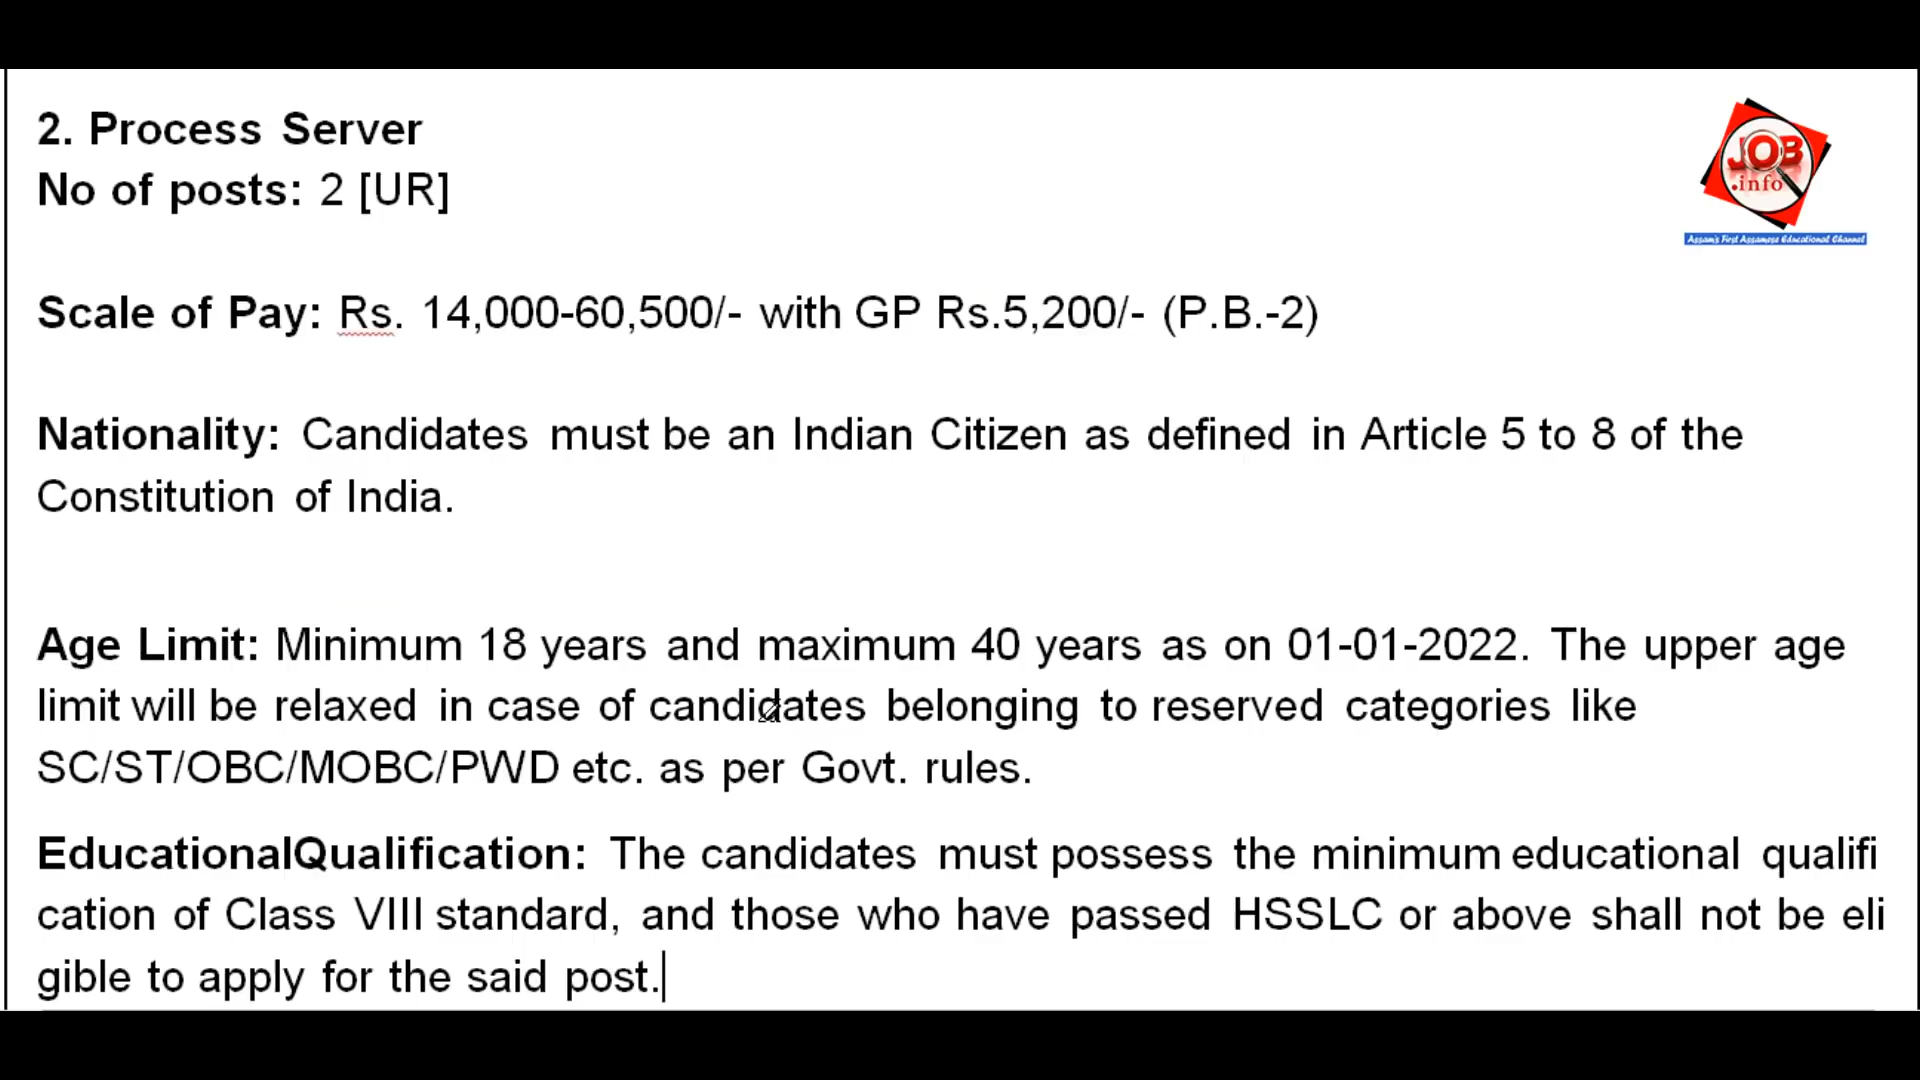 2. Process Server
No of posts: 2 [UR]
JOB
.info
Assam's First Assamese Educational Channel
Scale of Pay: Rs. 14,000-60,500/- with GP Rs.5,200/- (P.B.-2)
Nationality: Candidates must be an Indian Citizen as defined in Article 5 to 8 of the
Constitution of India.
Age Limit: Minimum 18 years and maximum 40 years as on 01-01-2022. The upper age
limit will be relaxed in case of candidates belonging to reserved categories like
SC/ST/OBC/MOBC/PWD etc. as per Govt. rules.
EducationalQualification: The candidates must possess the minimum educational qualifi
cation of Class VIII standard, and those who have passed HSSLC or above shall not be eli
gible to apply for the said post.